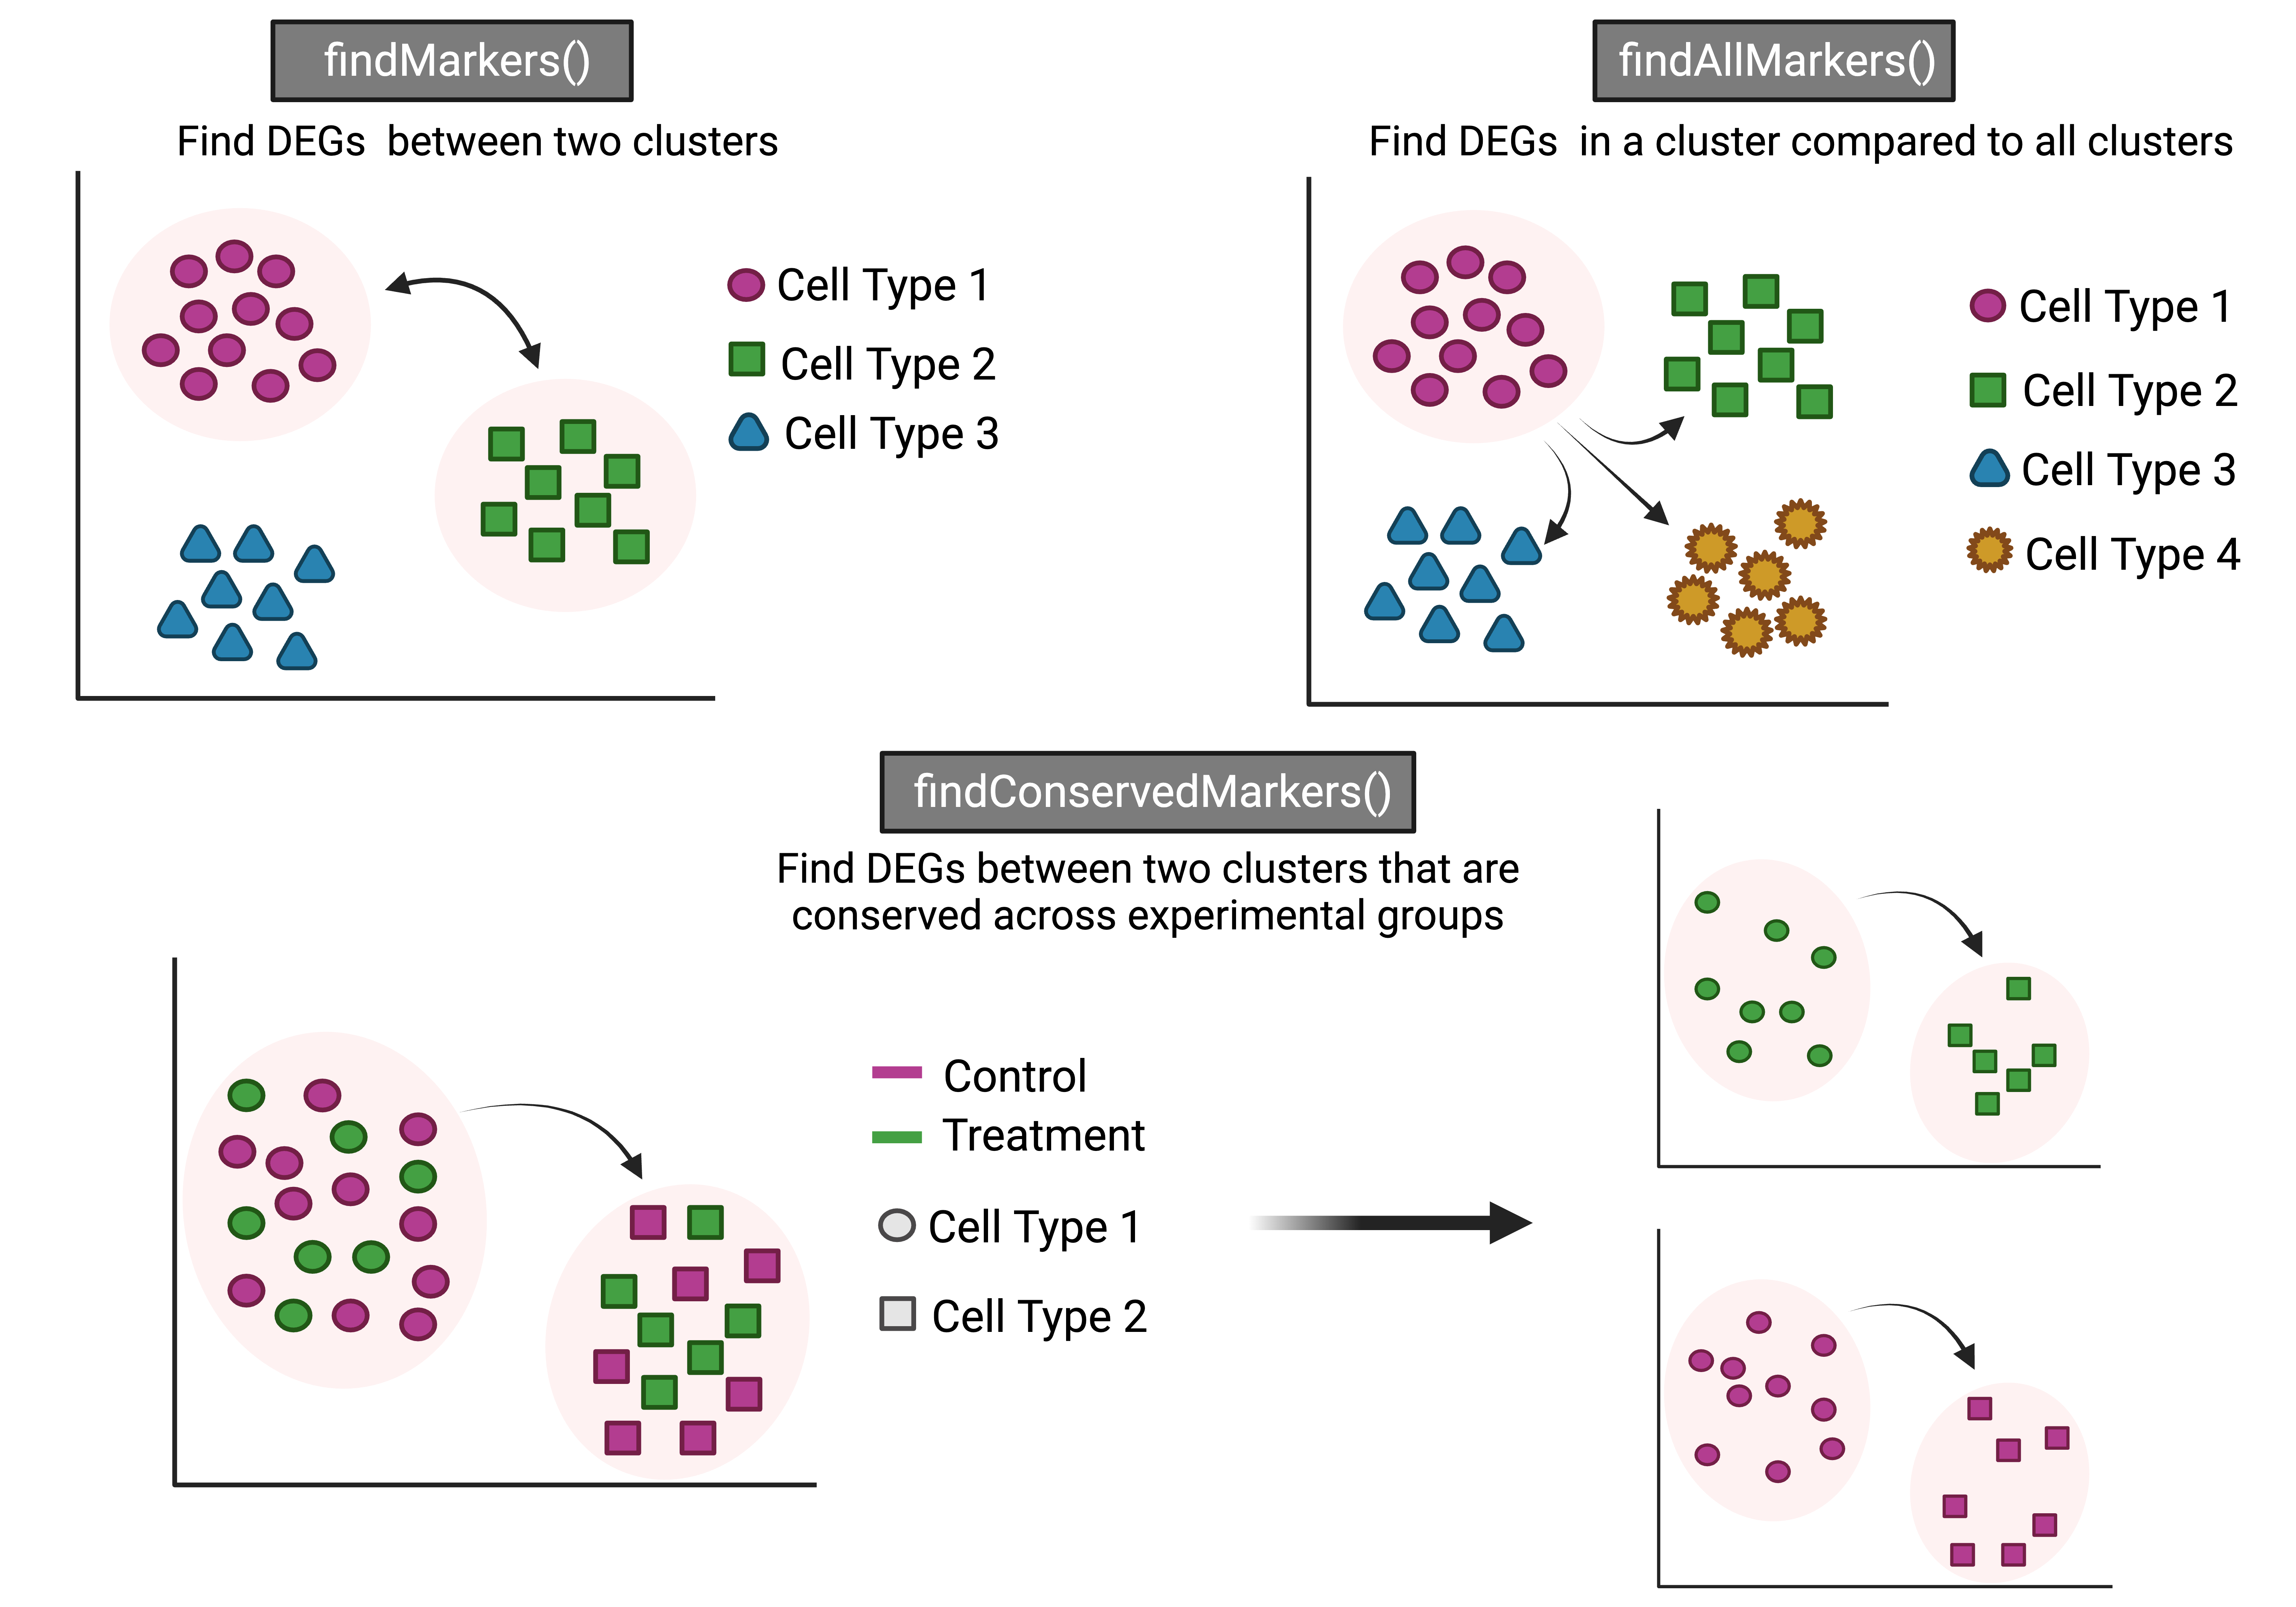 findMarkers()
Find DEGs between two clusters
Cell Type 1
Cell Type 2
Cell Type 3
findAllMarkers()
Find DEGs in a cluster compared to all clusters
Cell Type 1
Cell Type 2
Cell Type 3
Cell Type 4
findConservedMarkers()
Find DEGs between two clusters that are
conserved across experimental groups
Control
Treatment
Cell Type 1
Cell Type 2